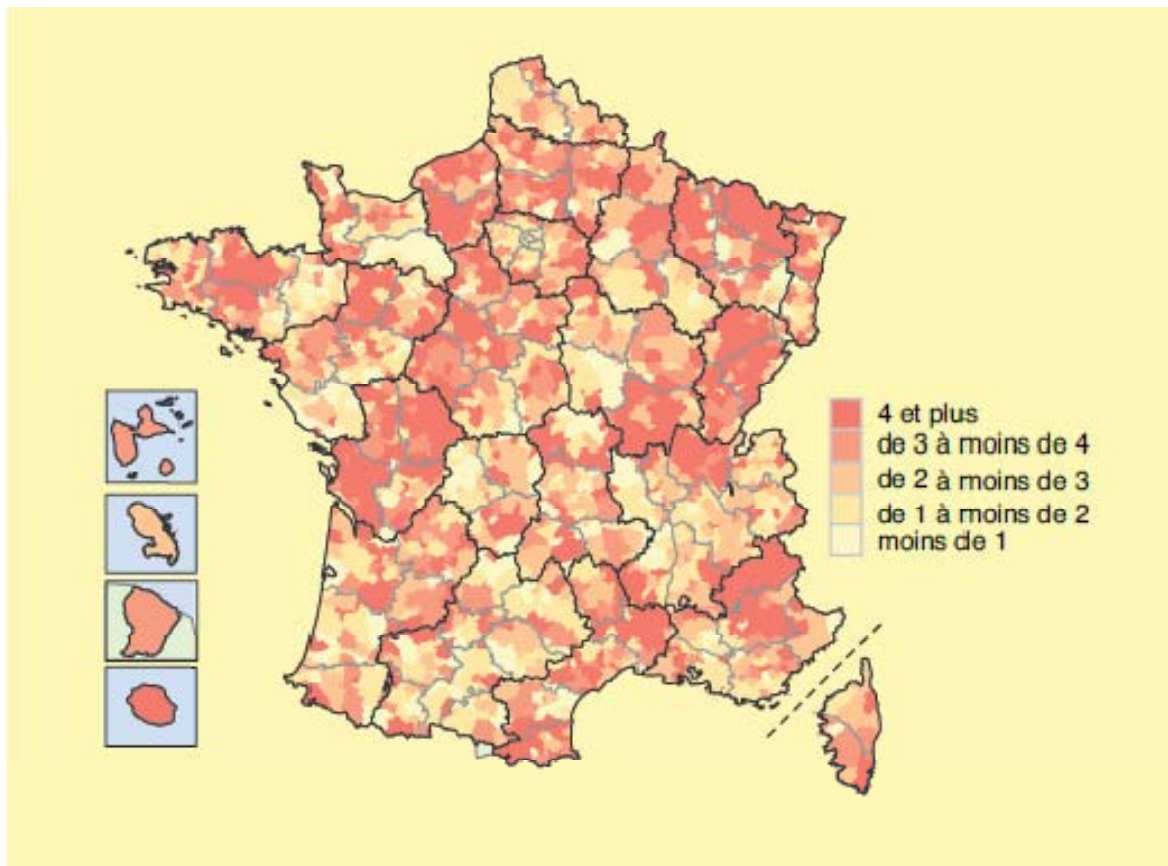 4 et plus
de 3 à moins de 4
de 2 à moins de 3
de 1 à moins de 2
moins de 1